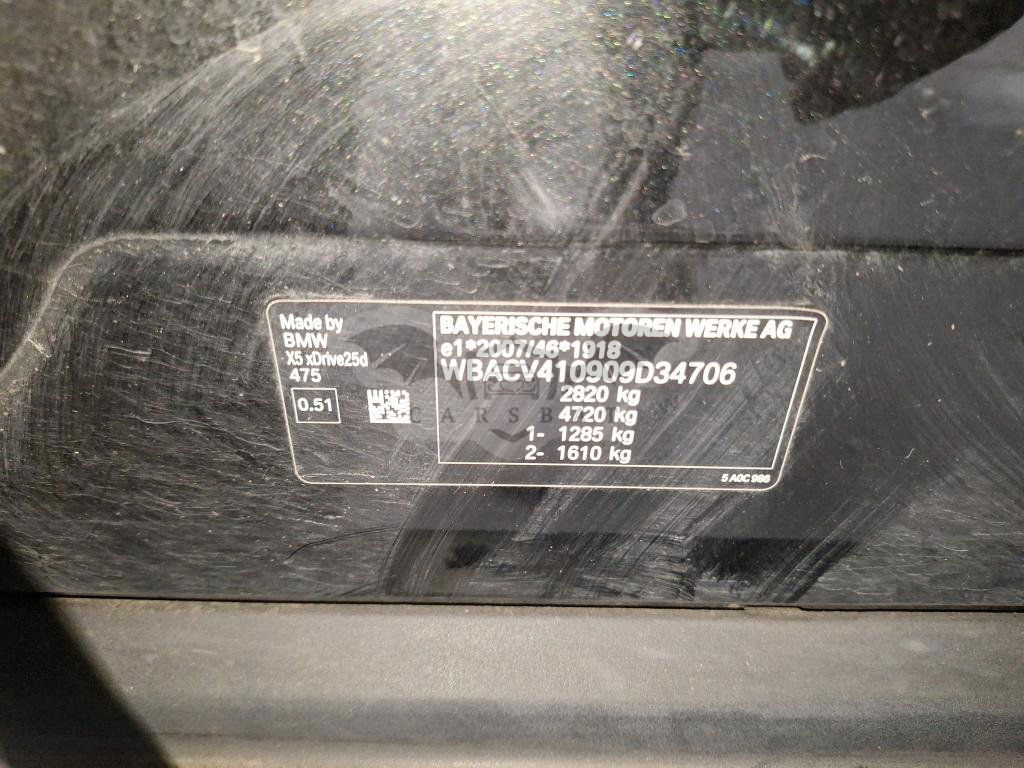 Made by
BMW
X5 xDrive25d
475
0.51
BAYERISCHE MOTOREN WERKE AG
e1*2007/46*1918
WBACV410909D34706
2820 kg
4720 kg
1- 1285 kg
2- 1610 kg
5 A0C 986